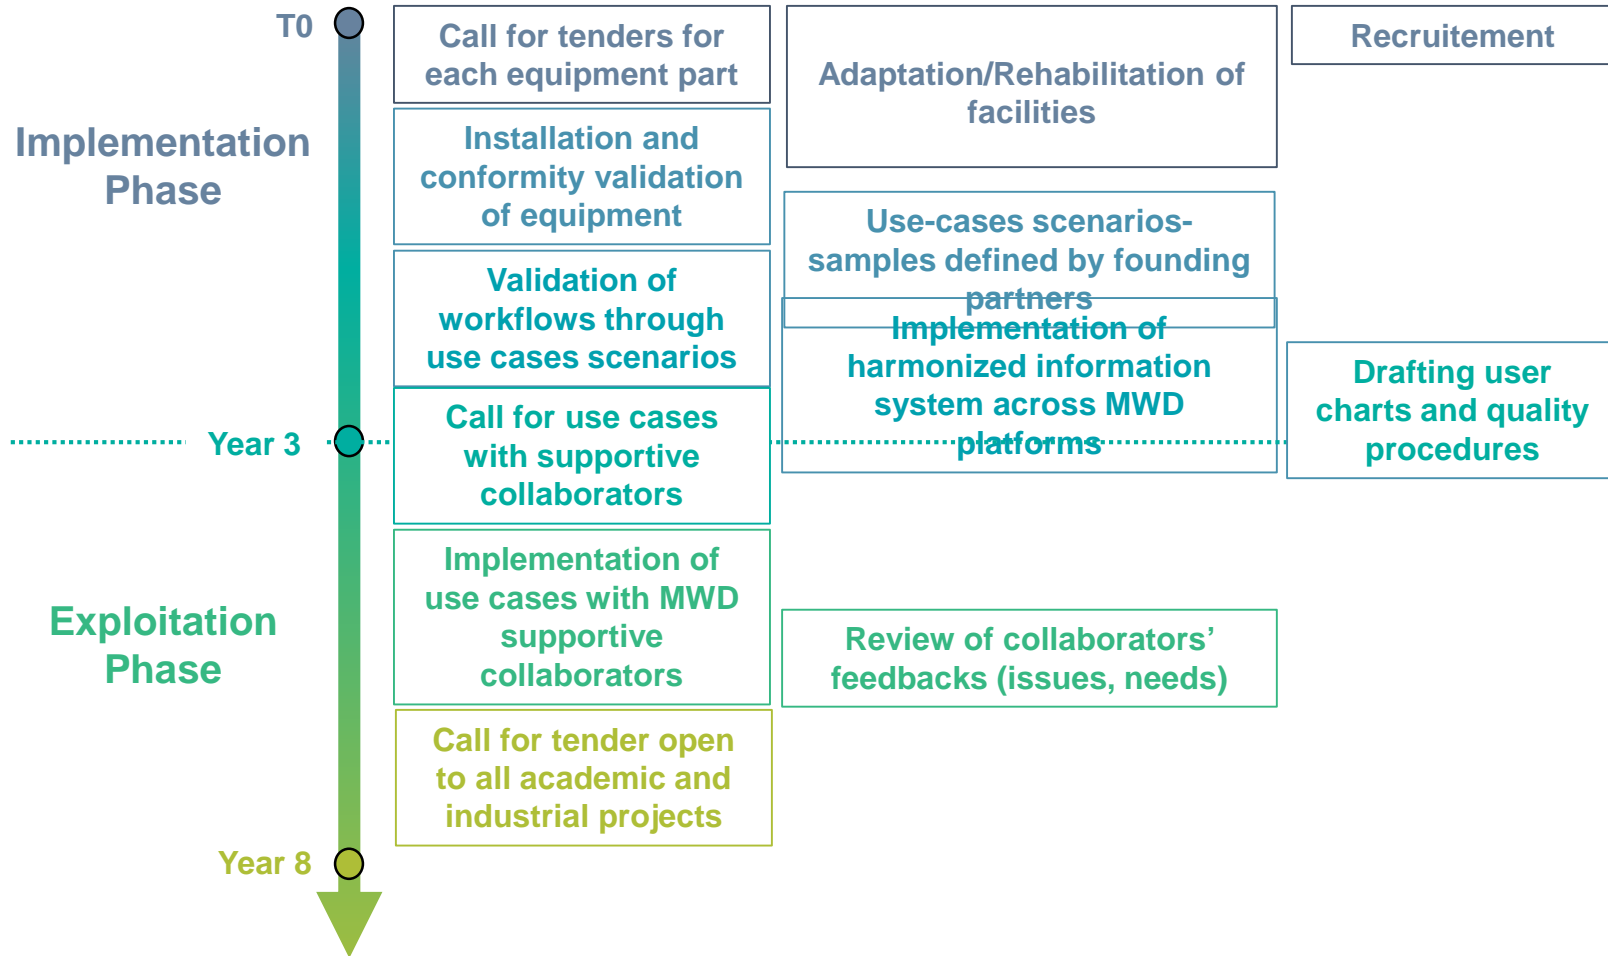 T0
Implementation
Phase
Year 3
Exploitation
Phase
Year 8
Call for tenders for
each equipment part
Installation and
conformity validation
of equipment
Validation of
workflows through
use cases scenarios
Call for use cases
with supportive
collaborators
Implementation of
use cases with MWD
supportive
collaborators
Call for tender open
to all academic and
industrial projects
Adaptation/Rehabilitation of
facilities
Use-cases scenarios-
samples defined by founding
partners
Implementation of
harmonized information
system across MWD
platforms
Review of collaborators’
feedbacks (issues, needs)
Recruitement
Drafting user
charts and quality
procedures